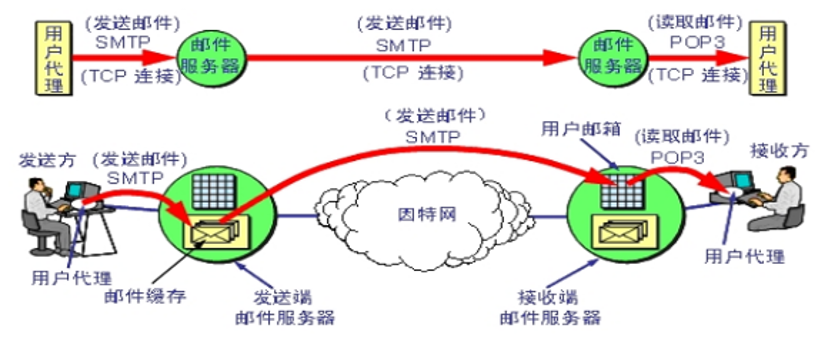 用户代理
(发送邮件)
SMTP
(TCP 连接)
邮件
服务器
(发送邮件)
SMTP
(TCP 连接)
邮件
服务器
(读取邮件)
POP3
(TCP 连接)
用户代理
发送方
(发送邮件)
SMTP
（发送邮件）
SMTP
用户邮箱
(读取邮件)
POP3
接收方
因特网
用户代理
邮件缓存
发送端
邮件服务器
接收端
邮件服务器
用户代理